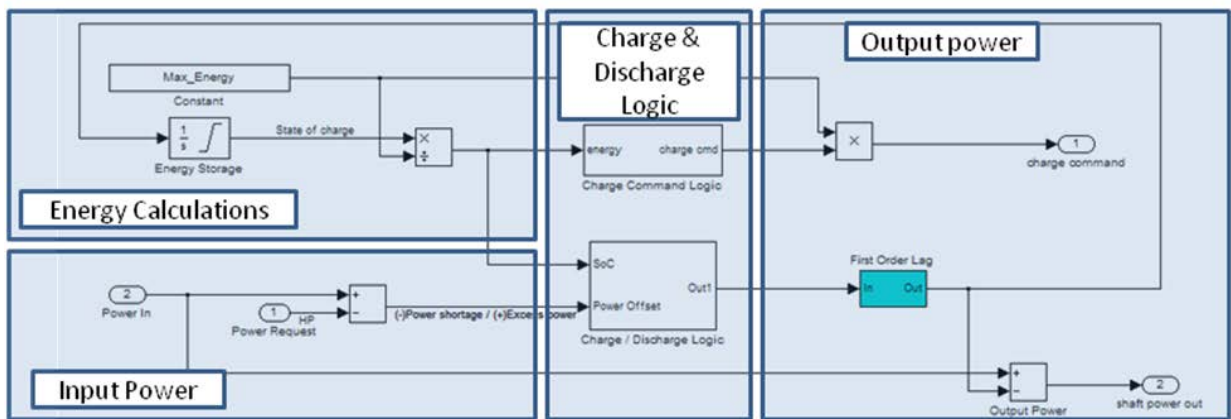 Charge &
Discharge
Logic
Output power
Max_Energy
Constant
1
s
State of charge
Energy Storage
×
÷
energy
charge cmd
Charge Command Logic
×
1
charge command
Energy Calculations
SoC
Power Offset
Out1
Charge / Discharge Logic
First Order Lag
In
Out
2
Power In
1
HP
Power Request
+
−
(-)Power shortage / (+)Excess power
Input Power
+
−
Output Power
2
shaft power out